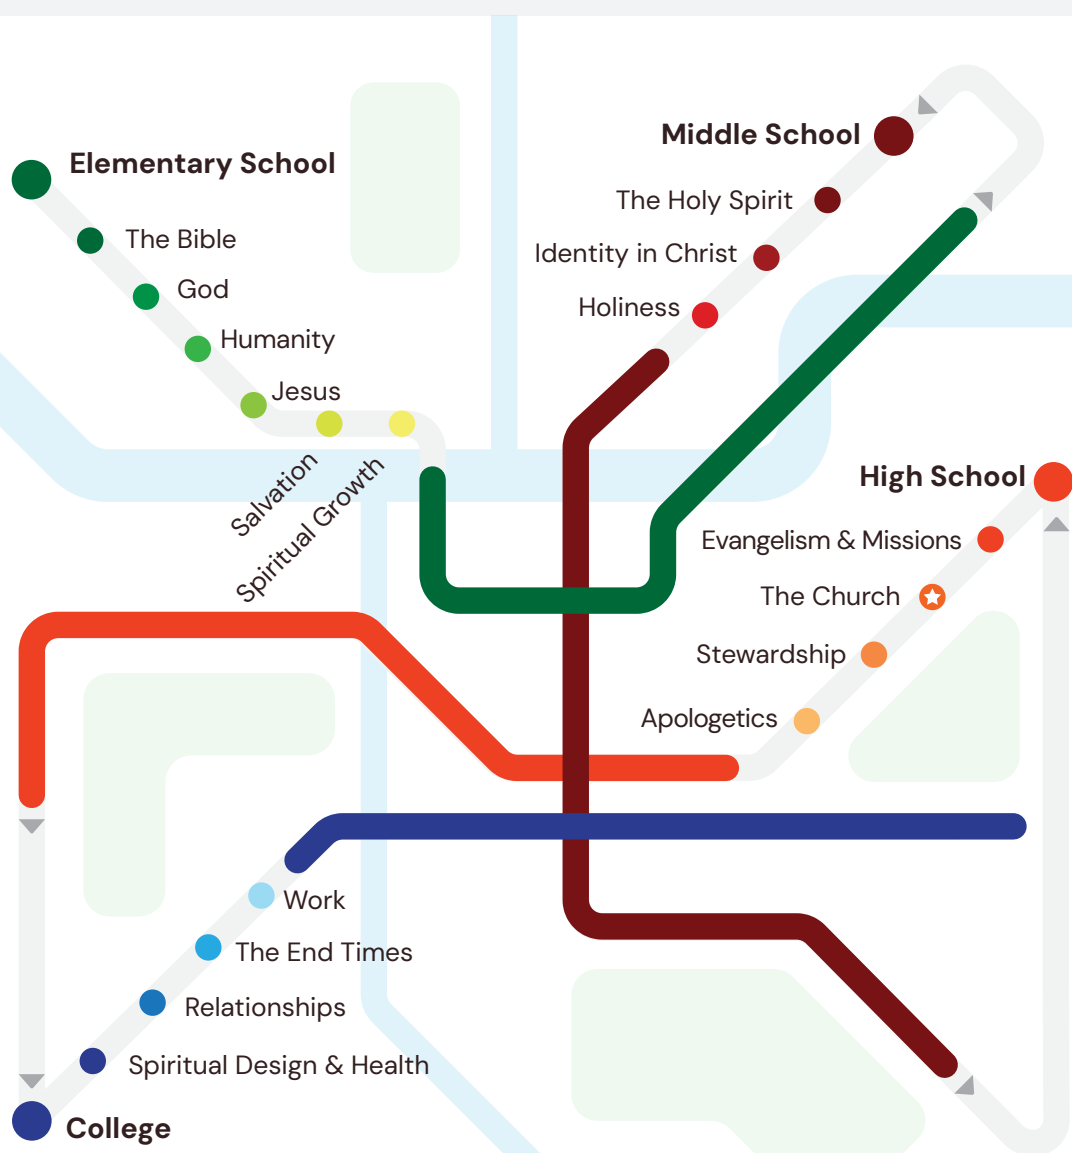 Elementary School
The Bible
God
Humanity
Jesus
Salvation
Spiritual Growth
Middle School
The Holy Spirit
Identity in Christ
Holiness
High School
Evangelism & Missions
The Church
Stewardship
Apologetics
Work
The End Times
Relationships
Spiritual Design & Health
College